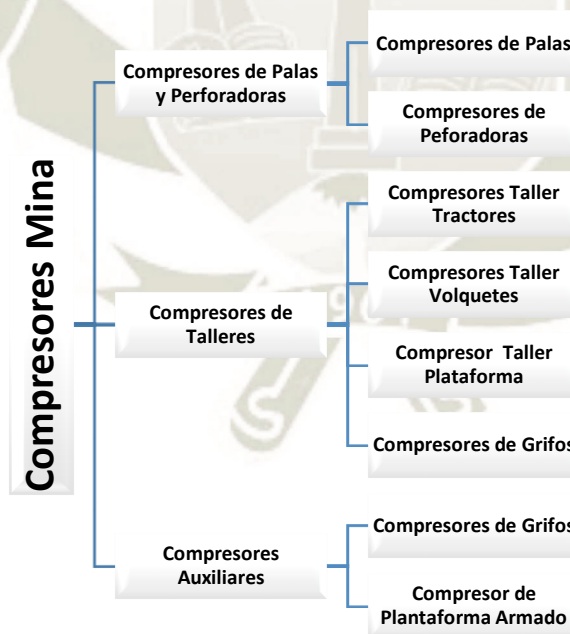 Compresores Mina
Compresores de Palas
y Perforadoras
Compresores de Palas
Compresores de
Peforadoras
Compresores de
Talleres
Compresores Taller
Tractores
Compresores Taller
Volquetes
Compresor Taller
Plataforma
Compresores de Grifos
Compresores
Auxiliares
Compresores de Grifos
Compresor de
Plantaforma Armado